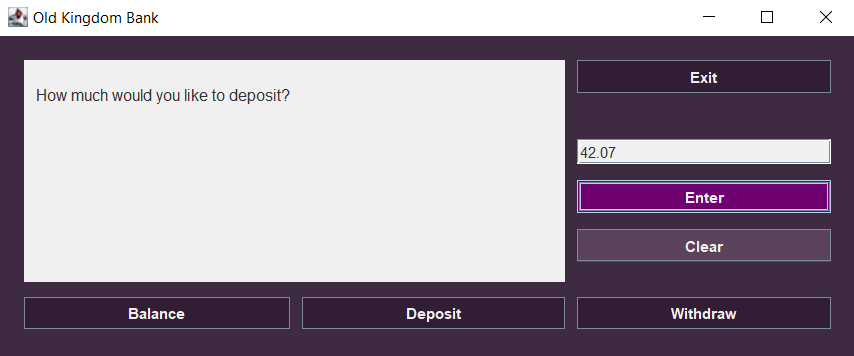 Old Kingdom Bank
How much would you like to deposit?
Exit
42.07
Enter
Clear
Balance
Deposit
Withdraw